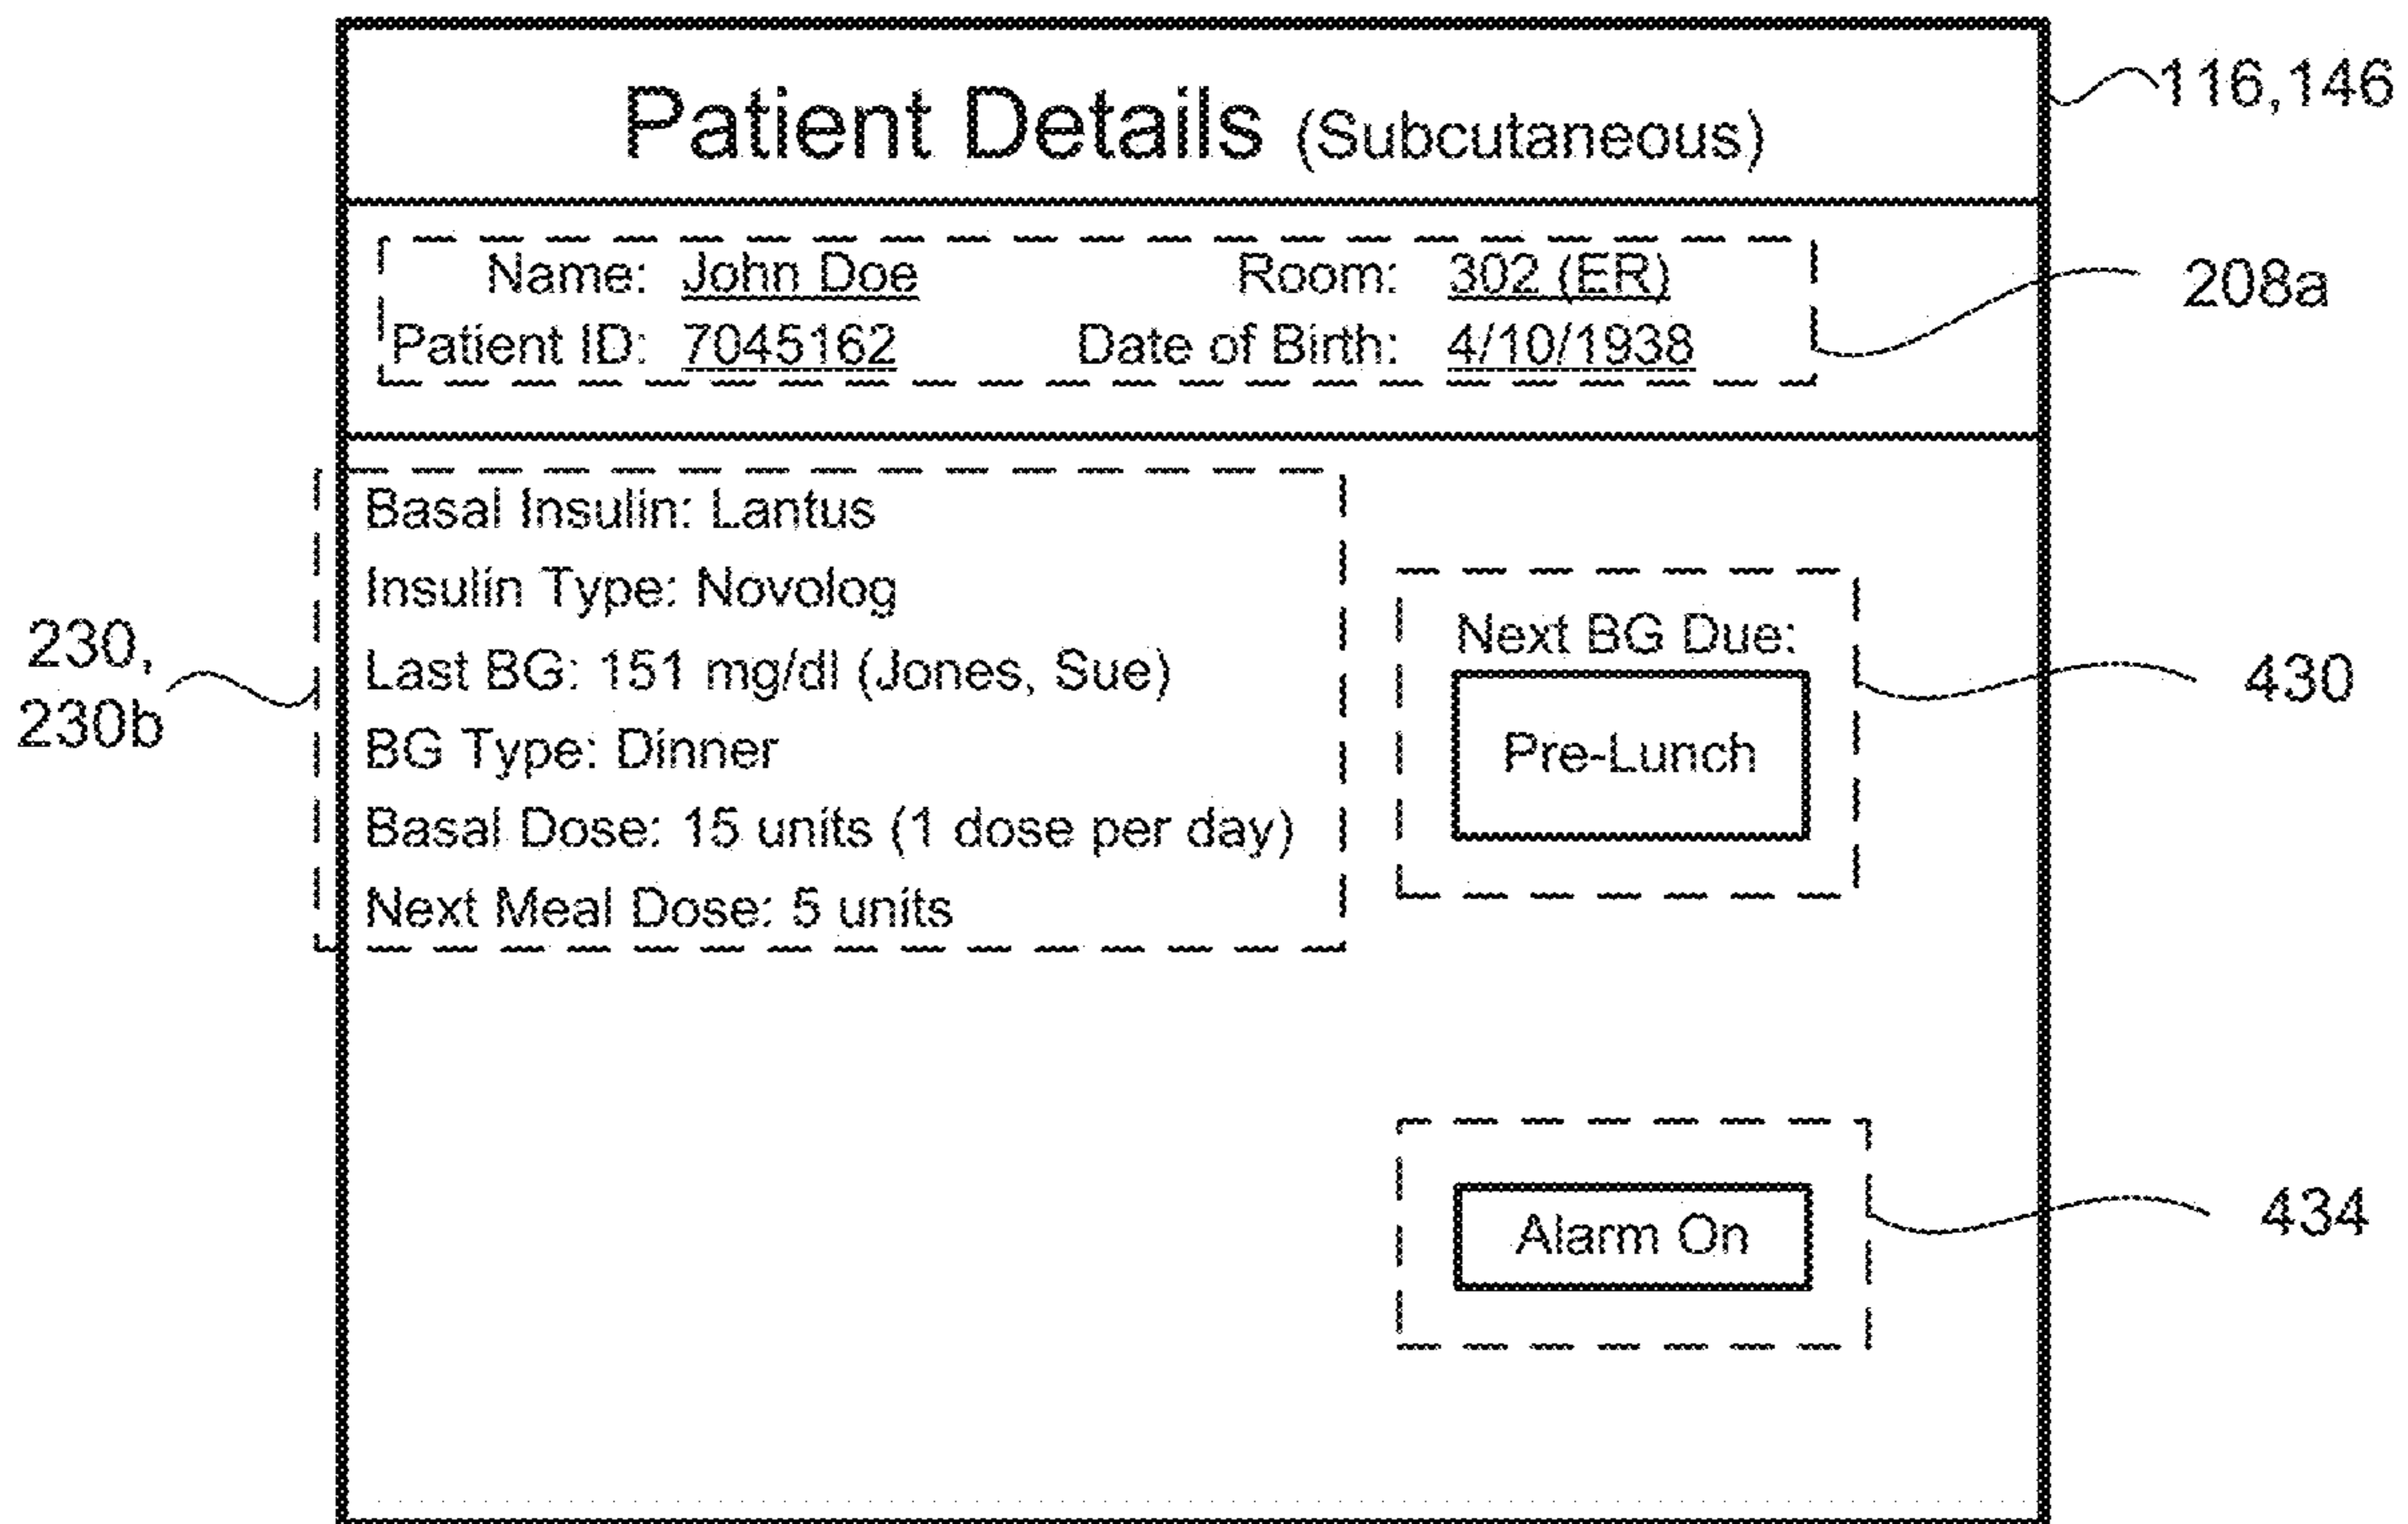 Patient Details (Subcutaneous)
116,146
Name: John Doe Room: 302 (ER)
Patient ID: 7045162 Date of Birth: 4/10/1938
208a
Basal Insulin: Lantus
Insulin Type: Novolog
Last BG: 151 mg/dl (Jones, Sue)
BG Type: Dinner
Basal Dose: 15 units (1 dose per day)
Next Meal Dose: 5 units
230,
230b
Next BG Due:
Pre-Lunch
430
Alarm On
434